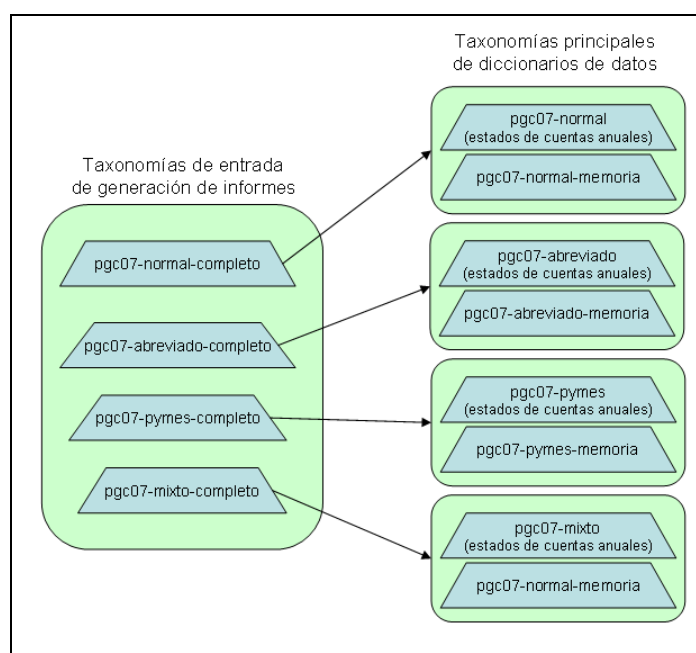 Taxonomías principales
de diccionarios de datos
pgc07-normal
(estados de cuentas anuales)
pgc07-normal-memoria
Taxonomías de entrada
de generación de informes
pgc07-normal-completo
pgc07-abreviado-completo
pgc07-pymes-completo
pgc07-mixto-completo
pgc07-abreviado
(estados de cuentas anuales)
pgc07-abreviado-memoria
pgc07-pymes
(estados de cuentas anuales)
pgc07-pymes-memoria
pgc07-mixto
(estados de cuentas anuales)
pgc07-normal-memoria